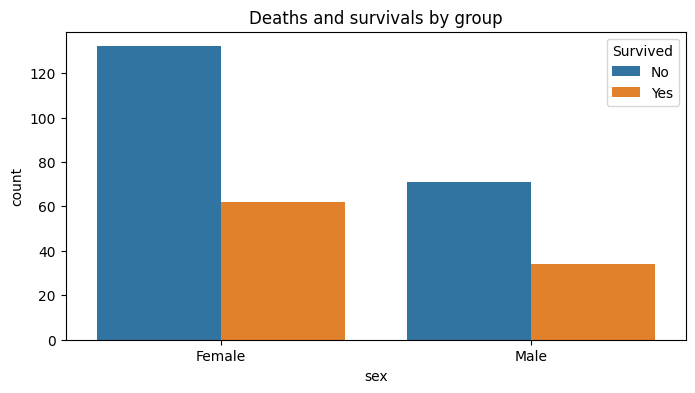 Deaths and survivals by group
Survived
No
Yes
count
120
100
80
60
40
20
0
Female
Male
sex